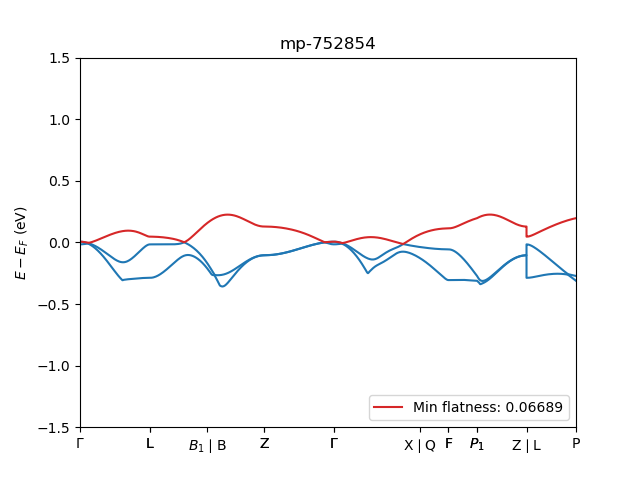 mp-752854
E − E_F (eV)
1.5
1.0
0.5
0.0
−0.5
−1.0
−1.5
Min flatness: 0.06689
Γ L B₁ | B Z Γ X | Q F P₁ Z | L P